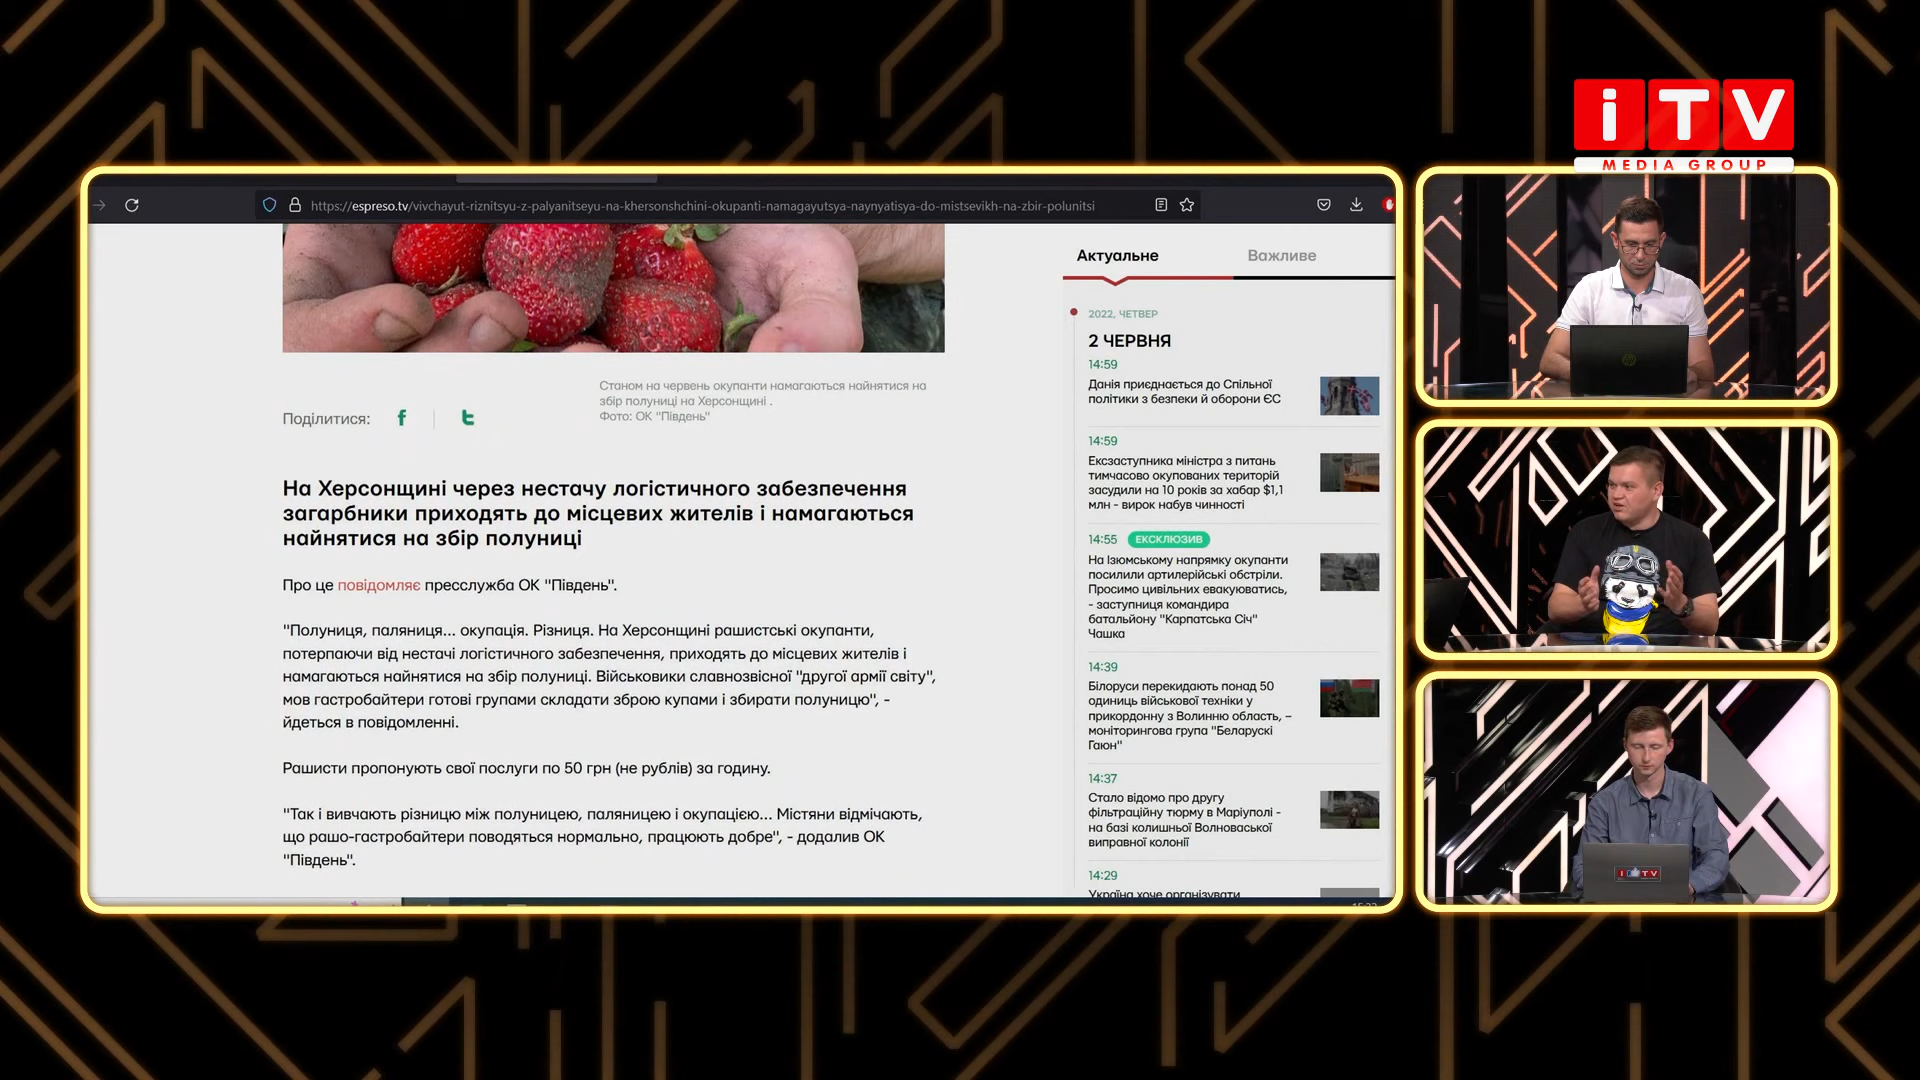 iTV
MEDIA GROUP
https://espreso.tv/vivchayut-riznitsyu-z-palyanitseyu-na-khersonshchini-okupanti-namagayutsya-naynyatisya-do-mistsevikh-na-zbir-polunitsi
Станом на червень окупанти намагаються найнятися на
збір полуниці на Херсонщині .
Фото: ОК "Південь"
Поділитися:
На Херсонщині через нестачу логістичного забезпечення
загарбники приходять до місцевих жителів і намагаються
найнятися на збір полуниці
Про це повідомляє пресслужба ОК "Південь".
"Полуниця, паляниця... окупація. Різниця. На Херсонщині рашистські окупанти,
потерпаючи від нестачі логістичного забезпечення, приходять до місцевих жителів і
намагаються найнятися на збір полуниці. Військовики славнозвісної "другої армії світу",
мов гастробайтери готові групами складати зброю купами і збирати полуницю", -
йдеться в повідомленні.
Рашисти пропонують свої послуги по 50 грн (не рублів) за годину.
"Так і вивчають різницю між полуницею, паляницею і окупацією... Містяни відмічають,
що рашо-гастробайтери поводяться нормально, працюють добре", - додалив ОК
"Південь".
Актуальне
Важливе
2022, ЧЕТВЕР
2 ЧЕРВНЯ
14:59
Данія приєднається до Спільної
політики з безпеки й оборони ЄС
14:59
Ексзаступника міністра з питань
тимчасово окупованих територій
засудили на 10 років за хабар $1,1
млн - вирок набув чинності
14:55 ЕКСКЛЮЗИВ
На Ізюмському напрямку окупанти
посилили артилерійські обстріли.
Просимо цивільних евакуюватись,
- заступниця командира
батальйону "Карпатська Січ"
Чашка
14:39
Білоруси перекидають понад 50
одиниць військової техніки у
прикордонну з Волинню область, –
моніторингова група "Беларускі
Гаюн"
14:37
Стало відомо про другу
фільтраційну тюрму в Маріуполі -
на базі колишньої Волноваської
виправної колонії
14:29
Україна хоче організувати